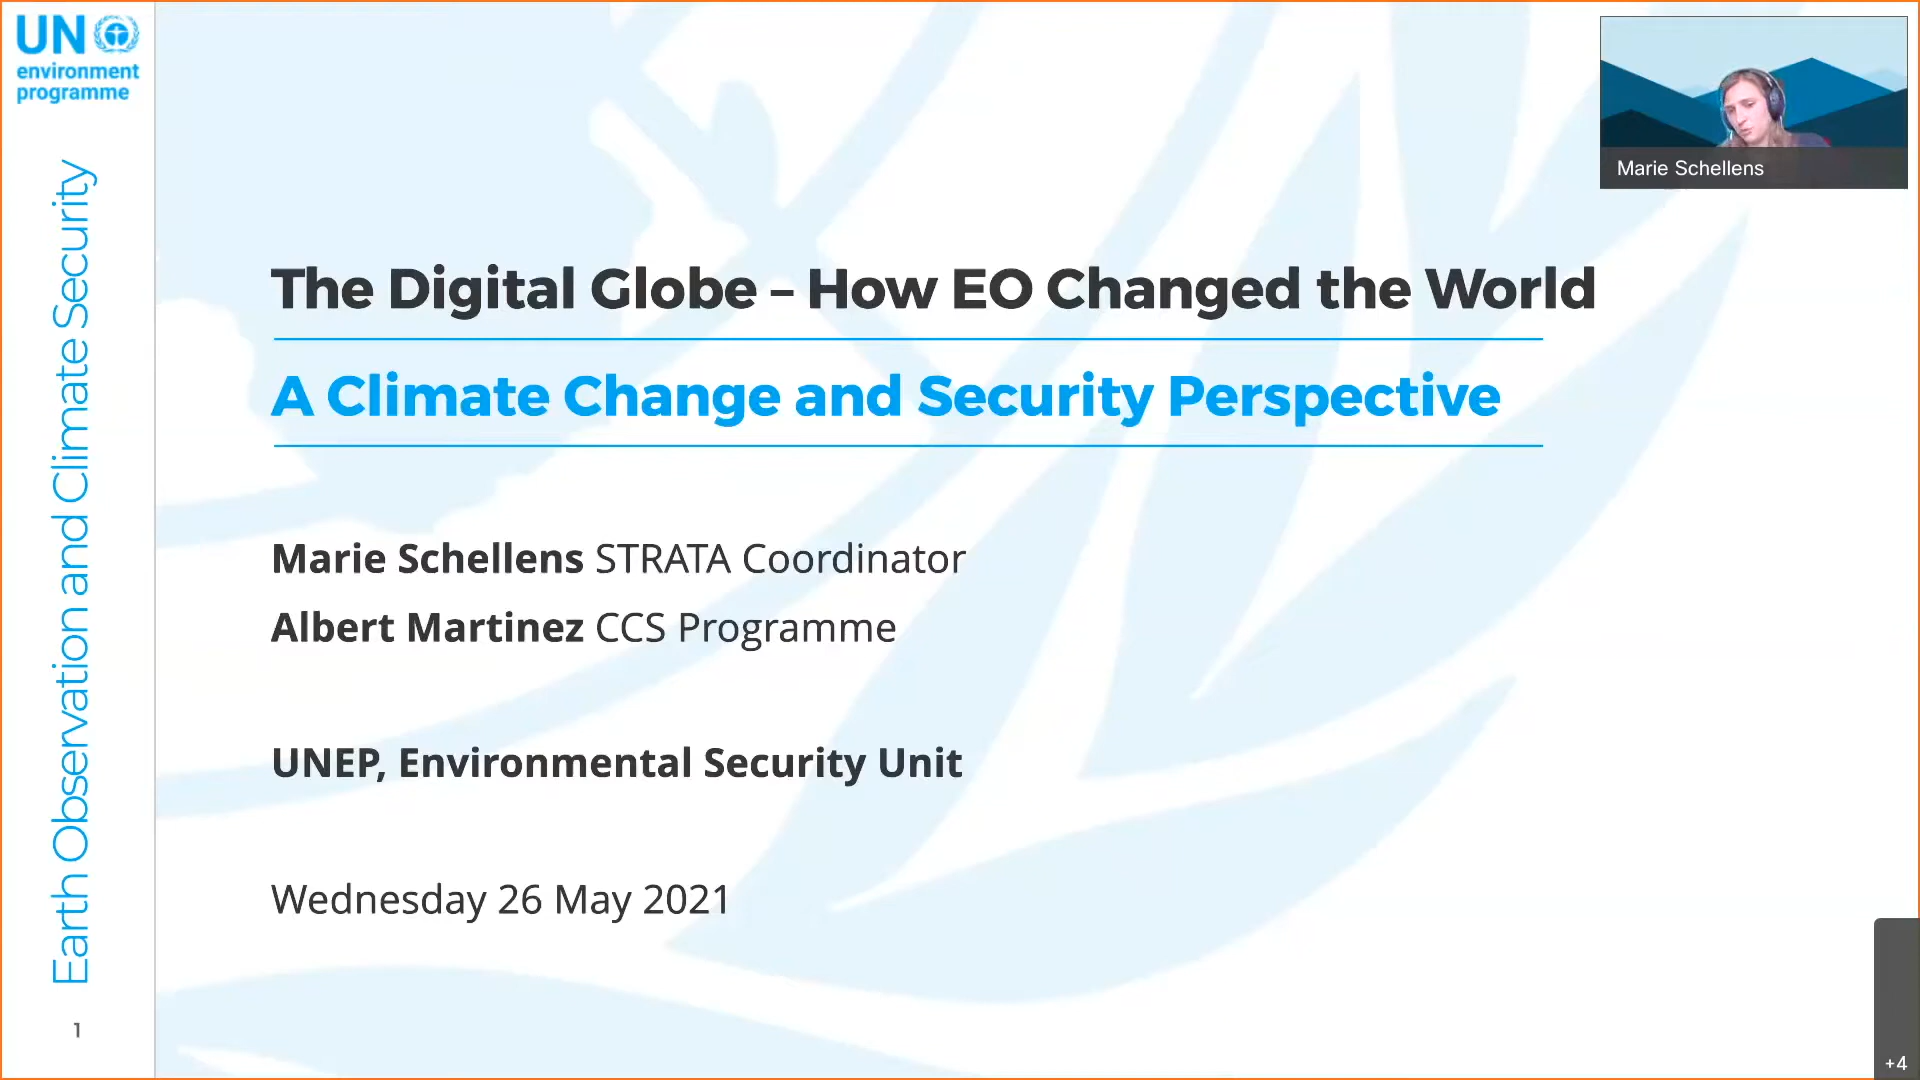 UN
environment
programme
Earth Observation and Climate Security
1
The Digital Globe – How EO Changed the World
A Climate Change and Security Perspective
Marie Schellens STRATA Coordinator
Albert Martinez CCS Programme
UNEP, Environmental Security Unit
Wednesday 26 May 2021
Marie Schellens
+4